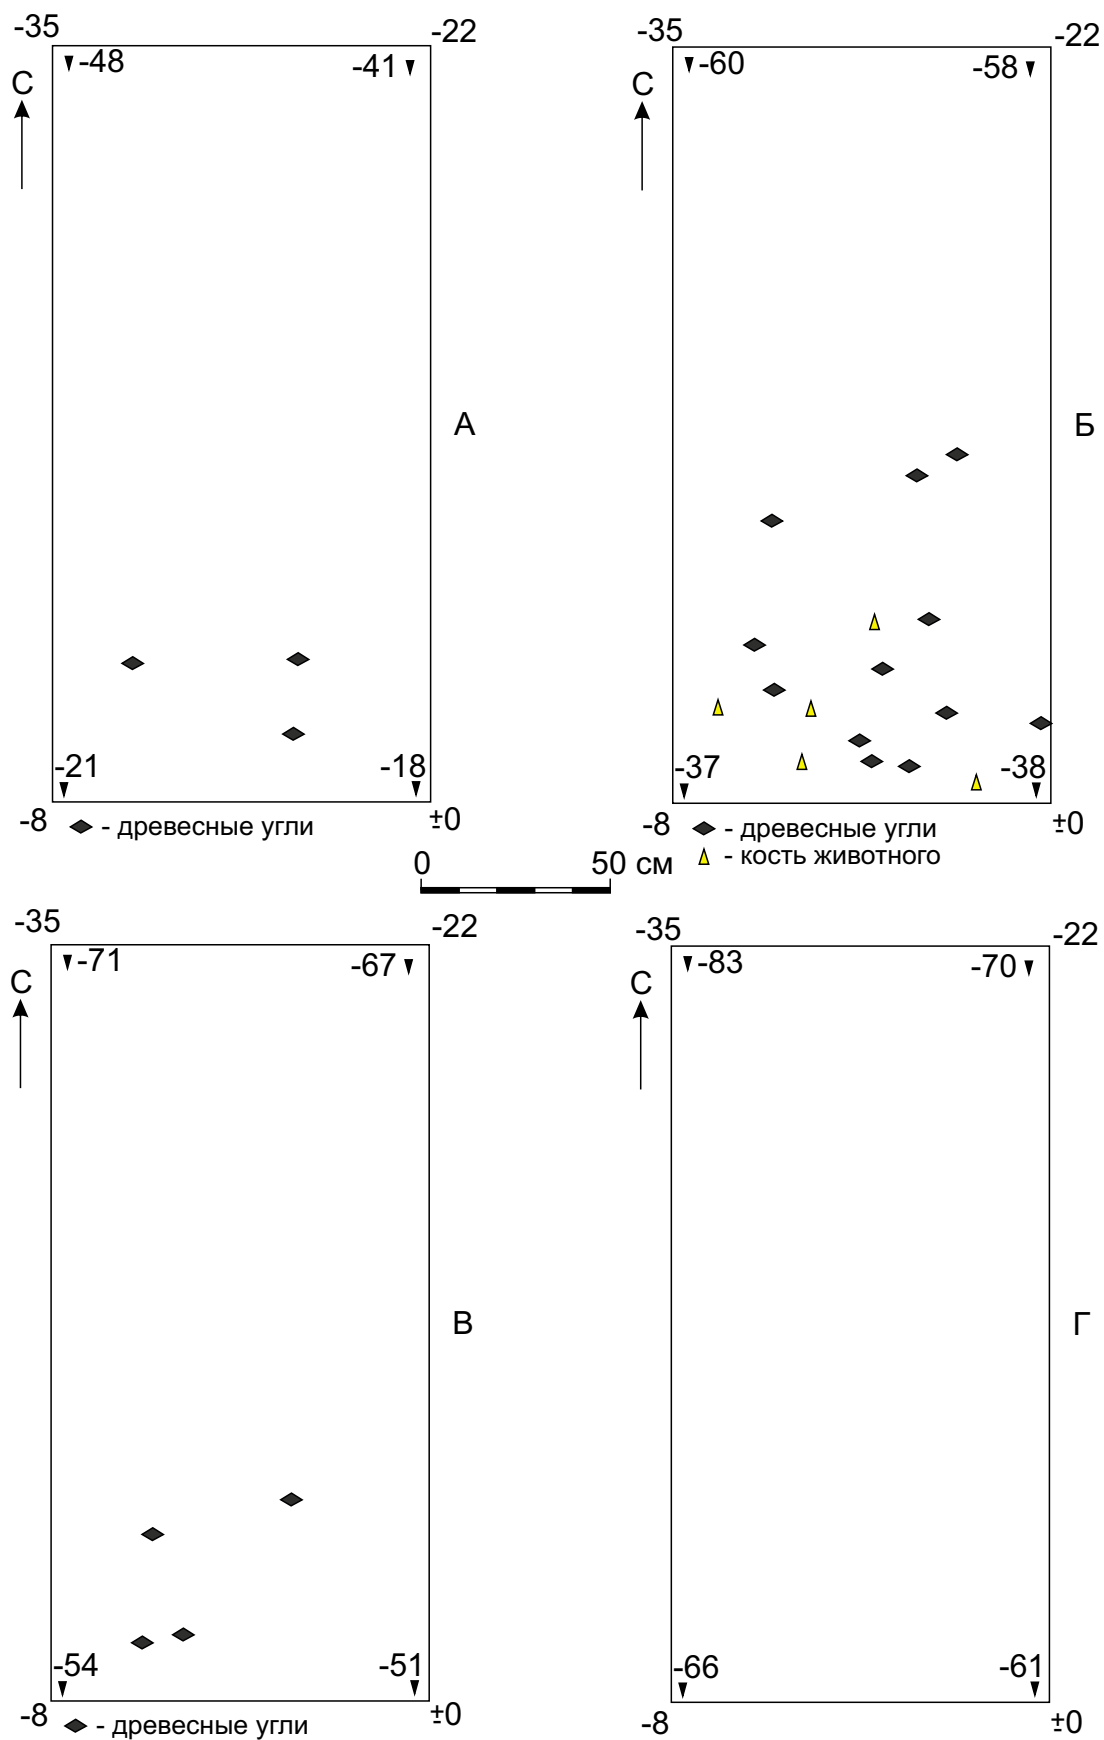 -35
-22
-48
-41
С
А
-21
-18
-8
±0
- древесные угли
-35
-22
-60
-58
С
Б
-37
-38
-8
±0
- древесные угли
- кость животного
0 50 см
-35
-22
-71
-67
С
В
-54
-51
-8
±0
- древесные угли
-35
-22
-83
-70
С
Г
-66
-61
-8
±0